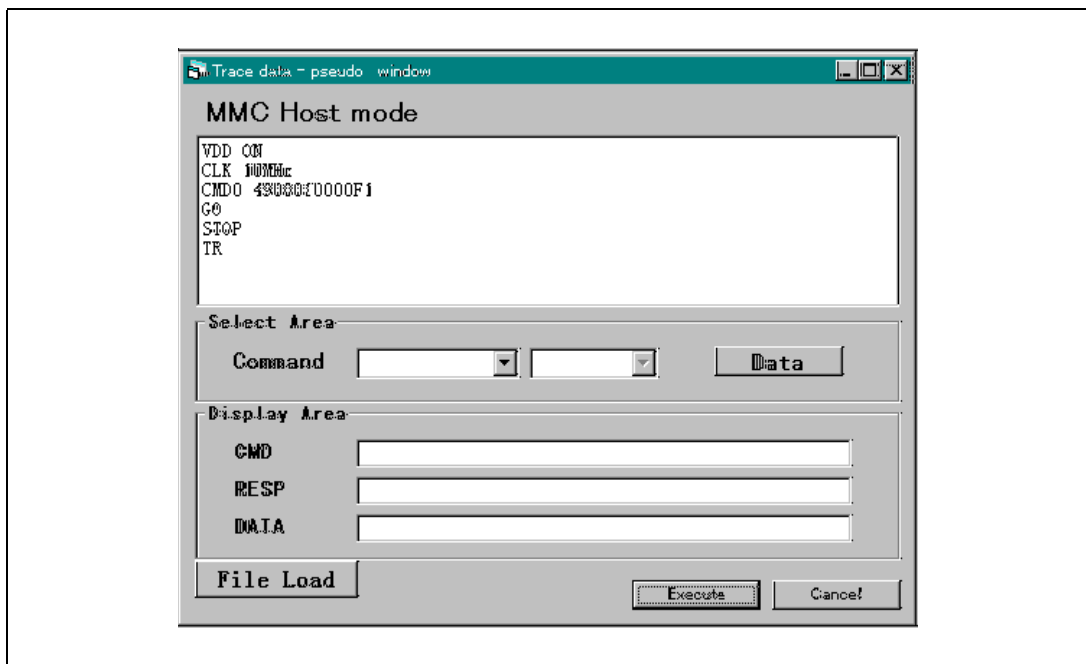 Trace data - pseudo window
MMC Host mode
VDD ON
CLK 10MHz
CMD0
GO
STOP
TR
Select Area
Command
Data
Display Area
CMD
RESP
DATA
File Load
Execute
Cancel